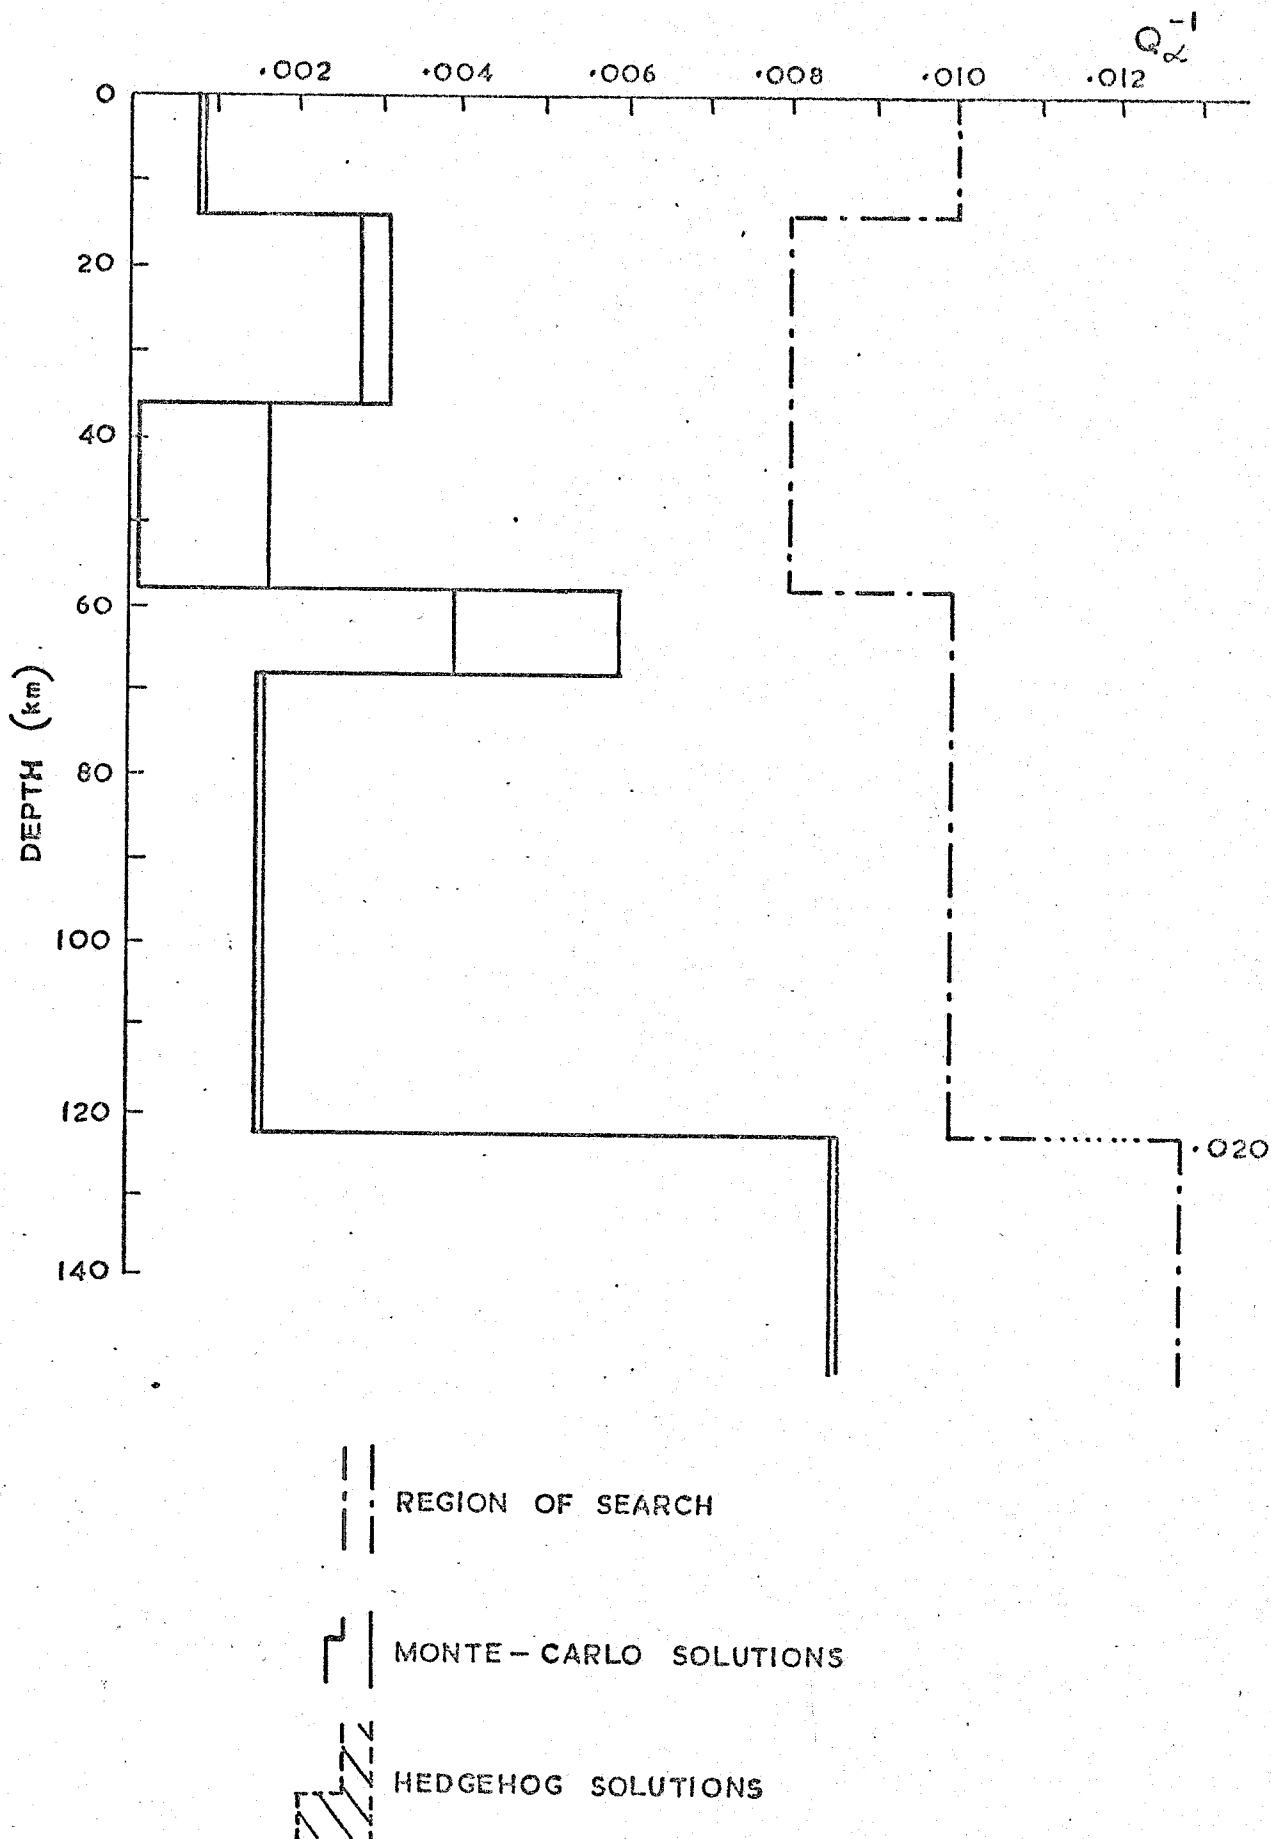 Qα⁻¹
.002 .004 .006 .008 .010 .012
0
20
40
60
80
100
120
140
DEPTH (km)
.020
REGION OF SEARCH
MONTE-CARLO SOLUTIONS
HEDGEHOG SOLUTIONS